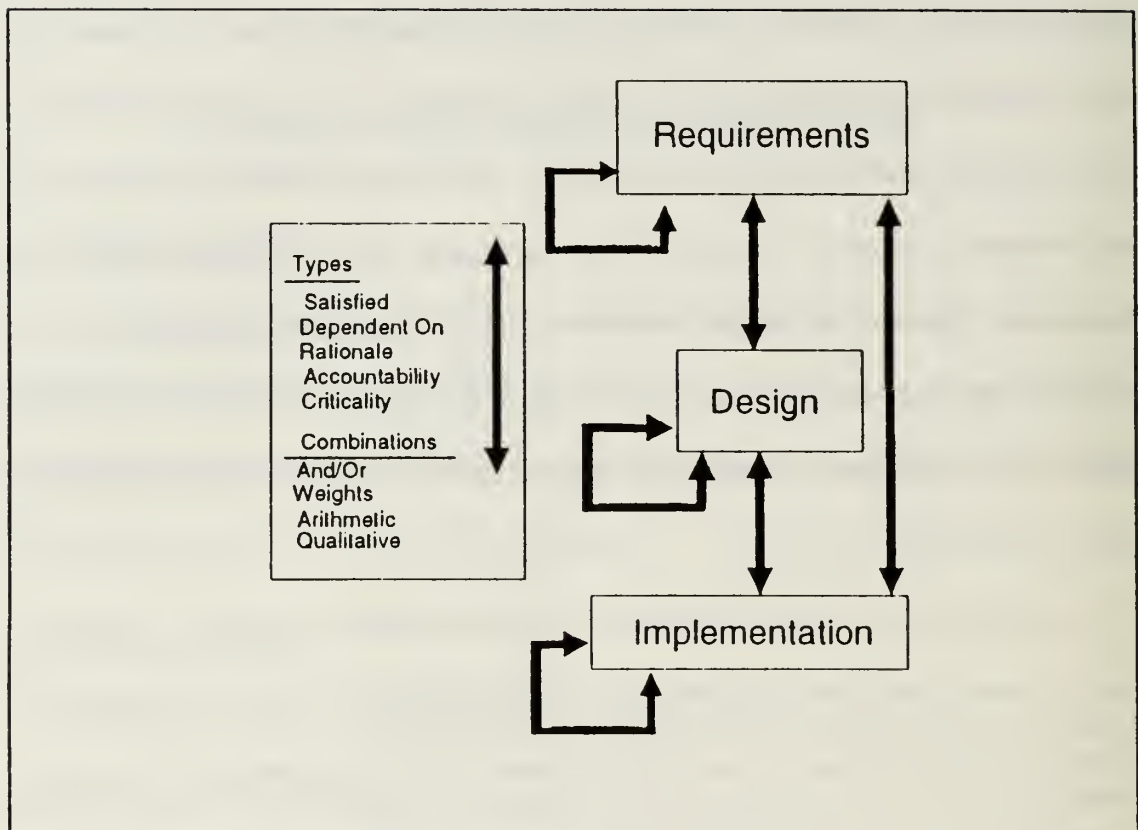 Requirements
Types
Satisfied
Dependent On
Rationale
Accountability
Criticality
Combinations
And/Or
Weights
Arithmetic
Qualitative
Design
Implementation